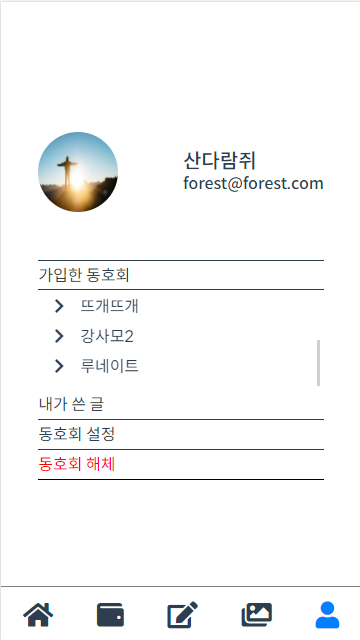 산다람쥐
forest@forest.com
가입한 동호회
뜨개뜨개
강사모2
루네이트
내가 쓴 글
동호회 설정
동호회 해체